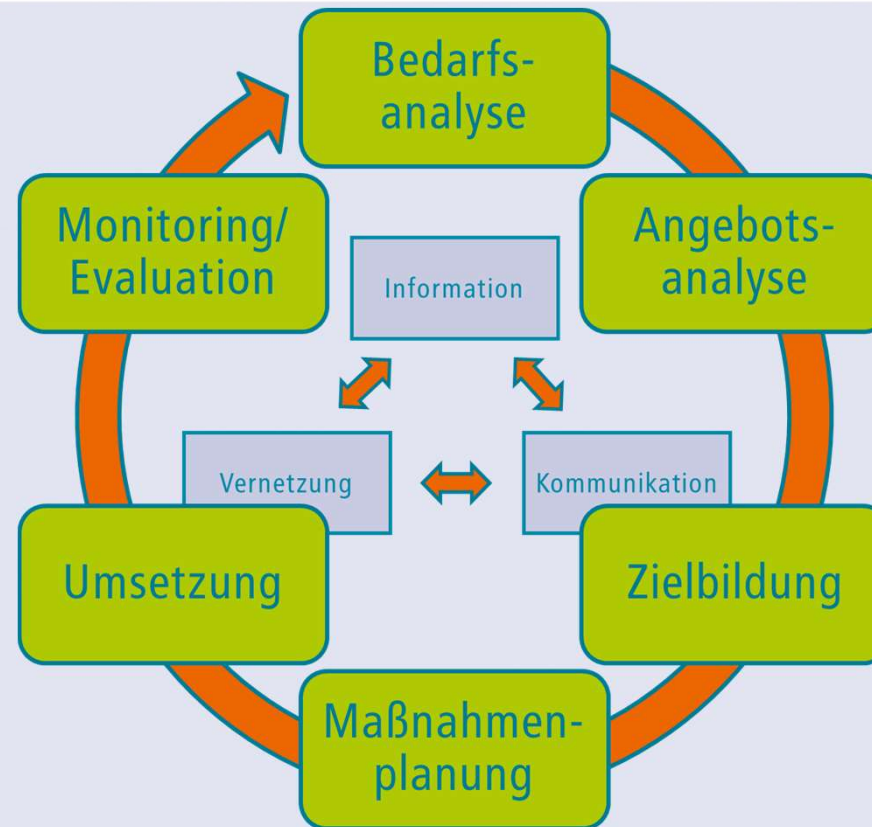 Bedarfs-
analyse
Monitoring/
Evaluation
Angebots-
analyse
Information
Vernetzung
Kommunikation
Umsetzung
Zielbildung
Maßnahmen-
planung